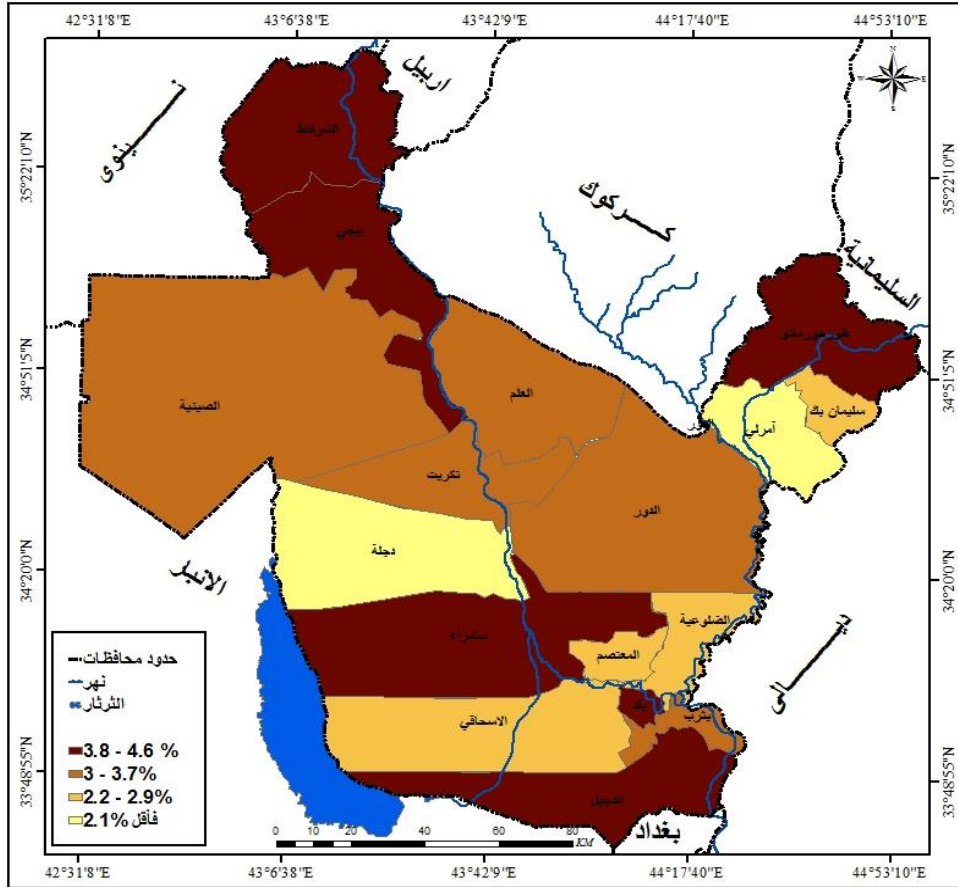 42°31'8"E 43°6'38"E 43°42'9"E 44°17'40"E 44°53'10"E
N
W E
S
35°22'10"N
34°51'5"N
34°20'0"N
33°48'55"N
35°22'10"N
34°51'5"N
34°20'0"N
33°48'55"N
اربيل
نينوى
كركوك
السليمانية
الشرقاط
بيجي
طوزخورماتو
العلم
الصينية
سليمان بك
آمرلي
تكريت
الدور
دجلة
الانبار
ديالى
الضلوعية
المعتصم
سامراء
بلد
يثرب
الاسحاقي
الدجيل
بغداد
حدود محافظات
نهر
الثرثار
3.8 - 4.6 %
3 - 3.7%
2.2 - 2.9%
2.1% فأقل
0 10 20 40 60 80
KM
42°31'8"E 43°6'38"E 43°42'9"E 44°17'40"E 44°53'10"E